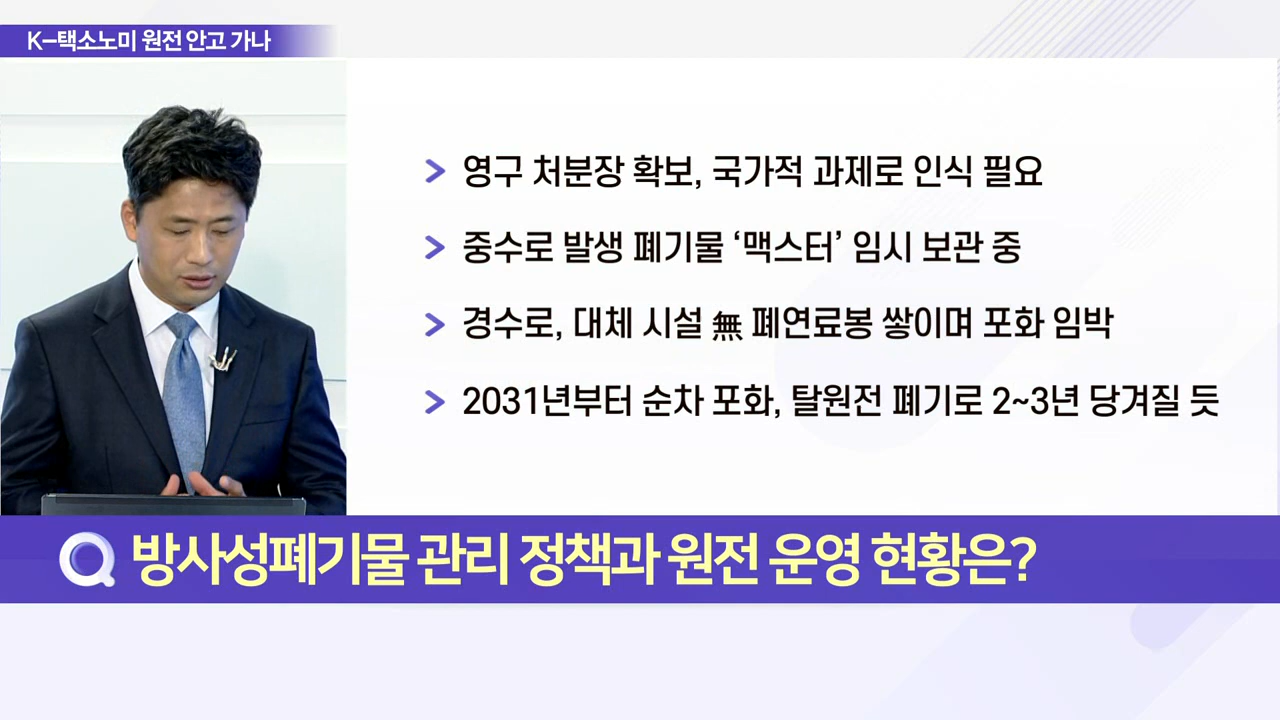 K-택소노미 원전 안고 가나
> 영구 처분장 확보, 국가적 과제로 인식 필요
> 중수로 발생 폐기물 ‘맥스터’ 임시 보관 중
> 경수로, 대체 시설 無 폐연료봉 쌓이며 포화 임박
> 2031년부터 순차 포화, 탈원전 폐기로 2~3년 당겨질 듯
Q 방사성폐기물 관리 정책과 원전 운영 현황은?